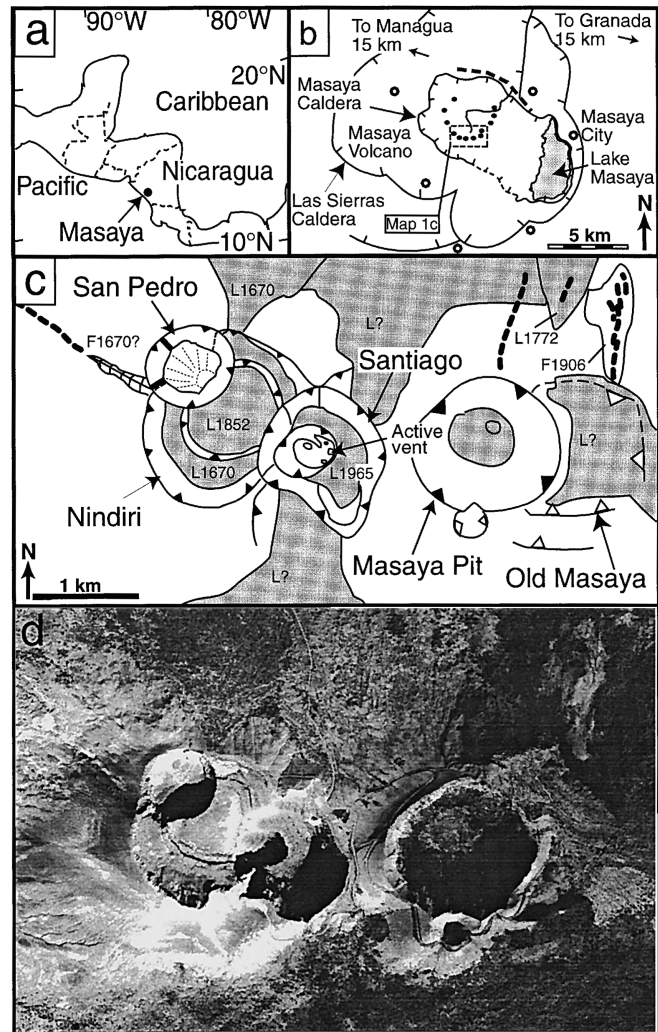 a
90°W
80°W
20°N
Caribbean
Nicaragua
Pacific
Masaya
10°N
b
To Managua
15 km
To Granada
15 km
Masaya
Caldera
Masaya
Volcano
Masaya
City
Lake
Masaya
Las Sierras
Caldera
Map 1c
N
5 km
c
San Pedro
F1670?
L1670
L?
L1772
F1906
Santiago
L1852
L1670
Active
vent
L1965
L?
Nindiri
Masaya Pit
Old Masaya
L?
N
1 km
d